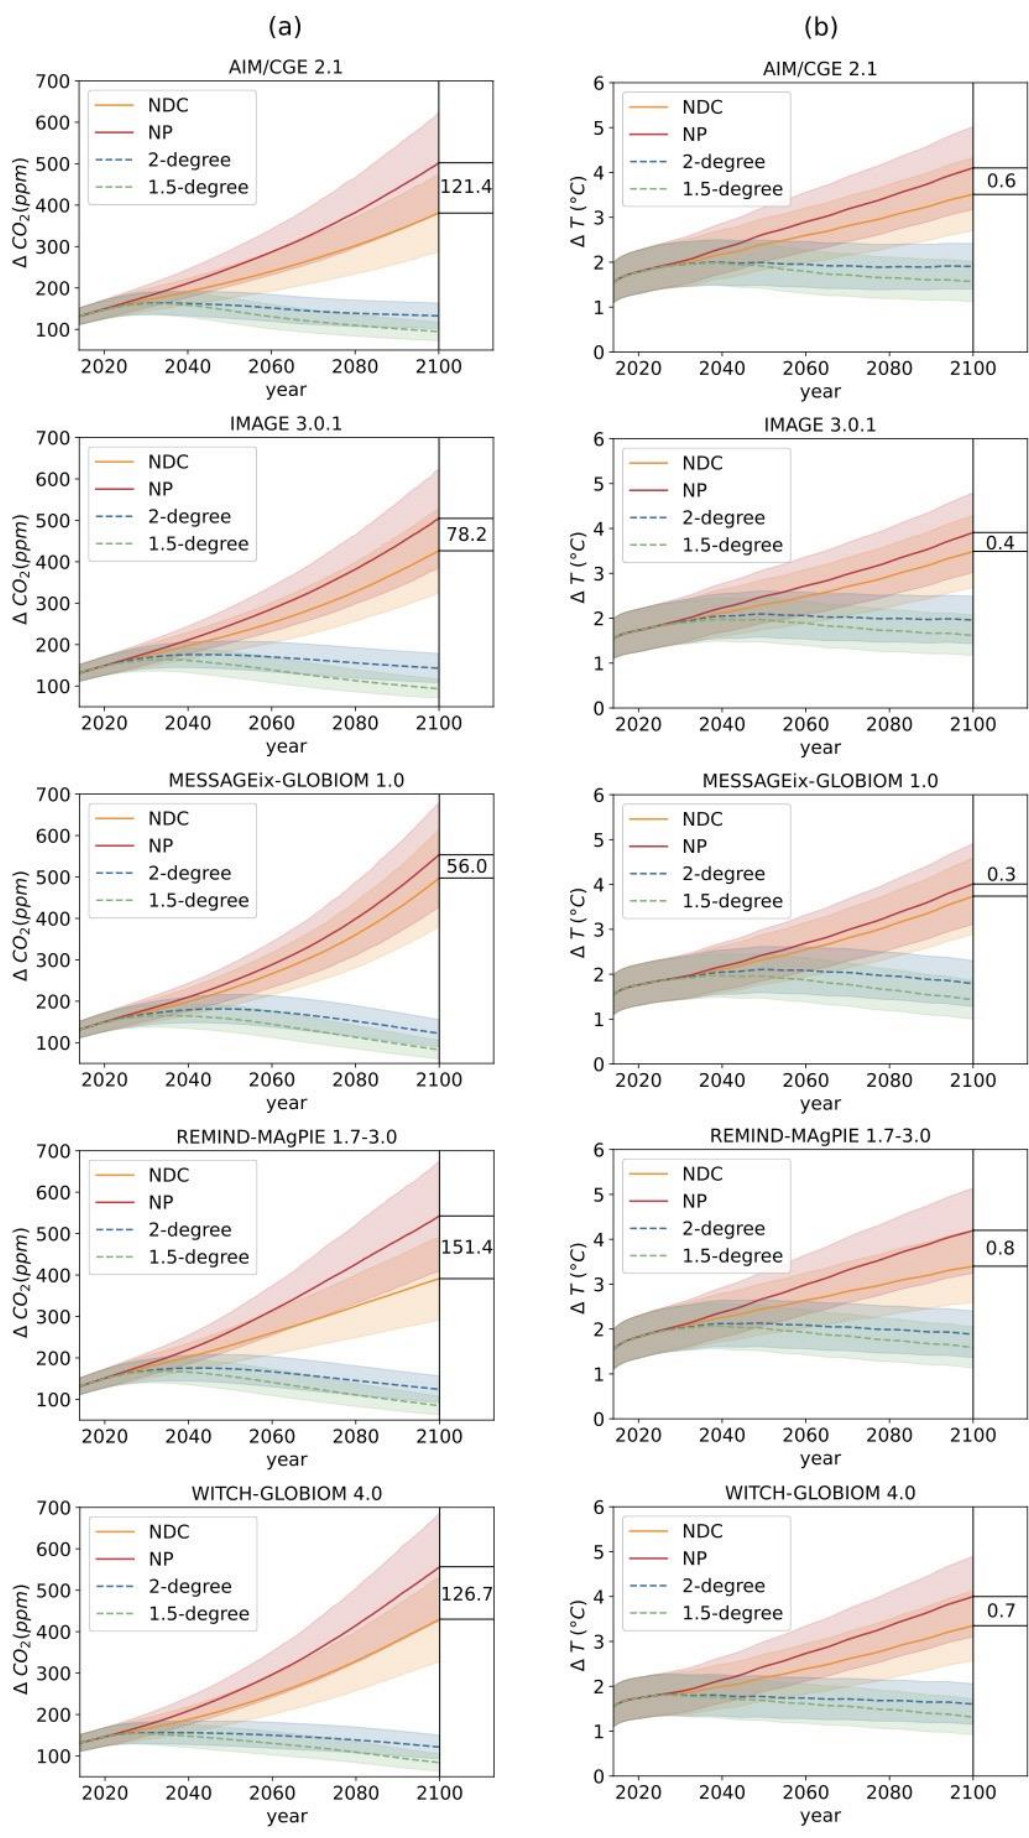 (a)
(b)
AIM/CGE 2.1
700
600
500
400
300
200
100
Δ CO₂(ppm)
NDC
NP
2-degree
1.5-degree
121.4
2020 2040 2060 2080 2100
year
AIM/CGE 2.1
6
5
4
3
2
1
0
Δ T (°C)
NDC
NP
2-degree
1.5-degree
0.6
2020 2040 2060 2080 2100
year
IMAGE 3.0.1
700
600
500
400
300
200
100
Δ CO₂(ppm)
NDC
NP
2-degree
1.5-degree
78.2
2020 2040 2060 2080 2100
year
IMAGE 3.0.1
6
5
4
3
2
1
0
Δ T (°C)
NDC
NP
2-degree
1.5-degree
0.4
2020 2040 2060 2080 2100
year
MESSAGEix-GLOBIOM 1.0
700
600
500
400
300
200
100
Δ CO₂(ppm)
NDC
NP
2-degree
1.5-degree
56.0
2020 2040 2060 2080 2100
year
MESSAGEix-GLOBIOM 1.0
6
5
4
3
2
1
0
Δ T (°C)
NDC
NP
2-degree
1.5-degree
0.3
2020 2040 2060 2080 2100
year
REMIND-MAgPIE 1.7-3.0
700
600
500
400
300
200
100
Δ CO₂(ppm)
NDC
NP
2-degree
1.5-degree
151.4
2020 2040 2060 2080 2100
year
REMIND-MAgPIE 1.7-3.0
6
5
4
3
2
1
0
Δ T (°C)
NDC
NP
2-degree
1.5-degree
0.8
2020 2040 2060 2080 2100
year
WITCH-GLOBIOM 4.0
700
600
500
400
300
200
100
Δ CO₂(ppm)
NDC
NP
2-degree
1.5-degree
126.7
2020 2040 2060 2080 2100
year
WITCH-GLOBIOM 4.0
6
5
4
3
2
1
0
Δ T (°C)
NDC
NP
2-degree
1.5-degree
0.7
2020 2040 2060 2080 2100
year